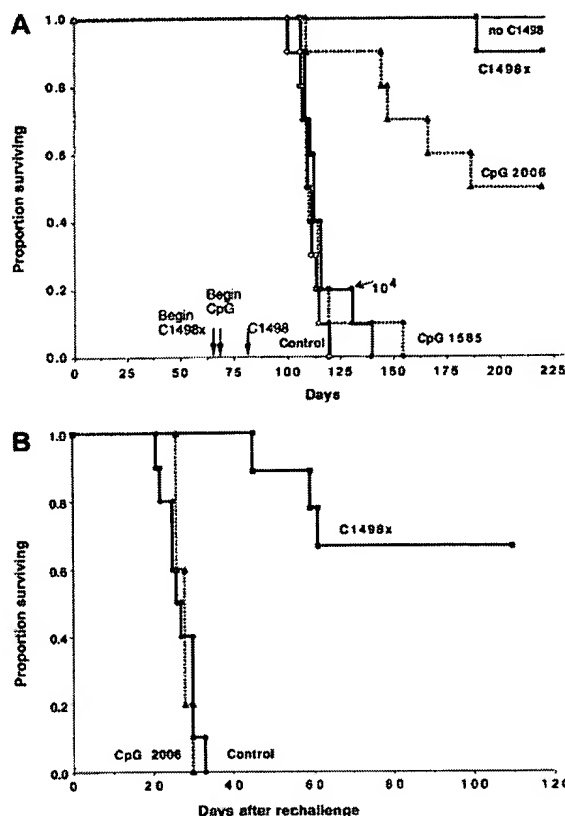 A
1.0
0.8
0.6
0.4
0.2
0.0
Proportion surviving
no C1498
C1498x
CpG 2006
10⁴
Begin
CpG
Begin
C1498x
C1498
Control
CpG 1585
0 25 50 75 100 125 150 175 200 225
Days
B
1.0
0.8
0.6
0.4
0.2
0.0
Proportion surviving
C1498x
CpG 2006
Control
0 20 40 60 80 100 120
Days after rechallenge